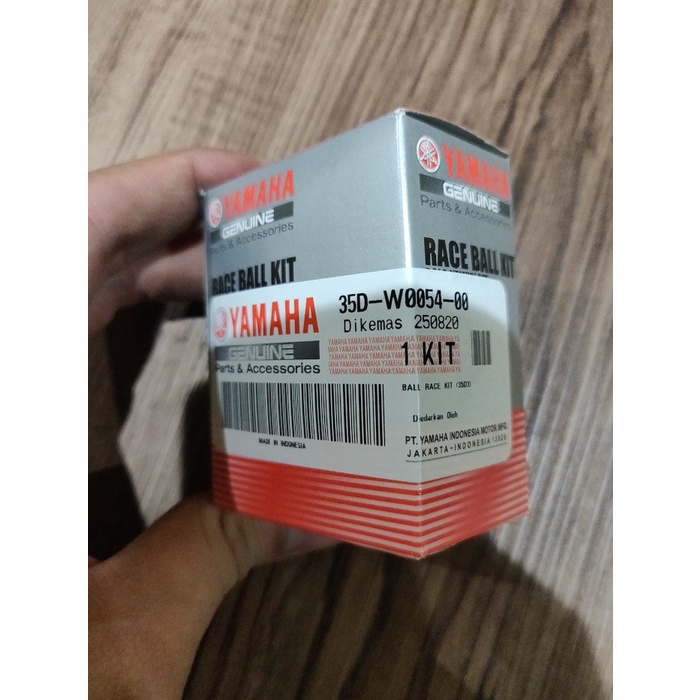 YAMAHA
GENUINE
Parts & Accessories
RACE BALL KIT
YAMAHA
GENUINE
Parts & Accessories
RACE BALL KIT
YAMAHA
GENUINE
Parts & Accessories
MADE IN INDONESIA
35D-W0054-00
Dikemas 250820
1 KIT
BALL RACE KIT (35D3)
Diedarkan Oleh
PT. YAMAHA INDONESIA MOTOR MFG.
JAKARTA-INDONESIA 13920